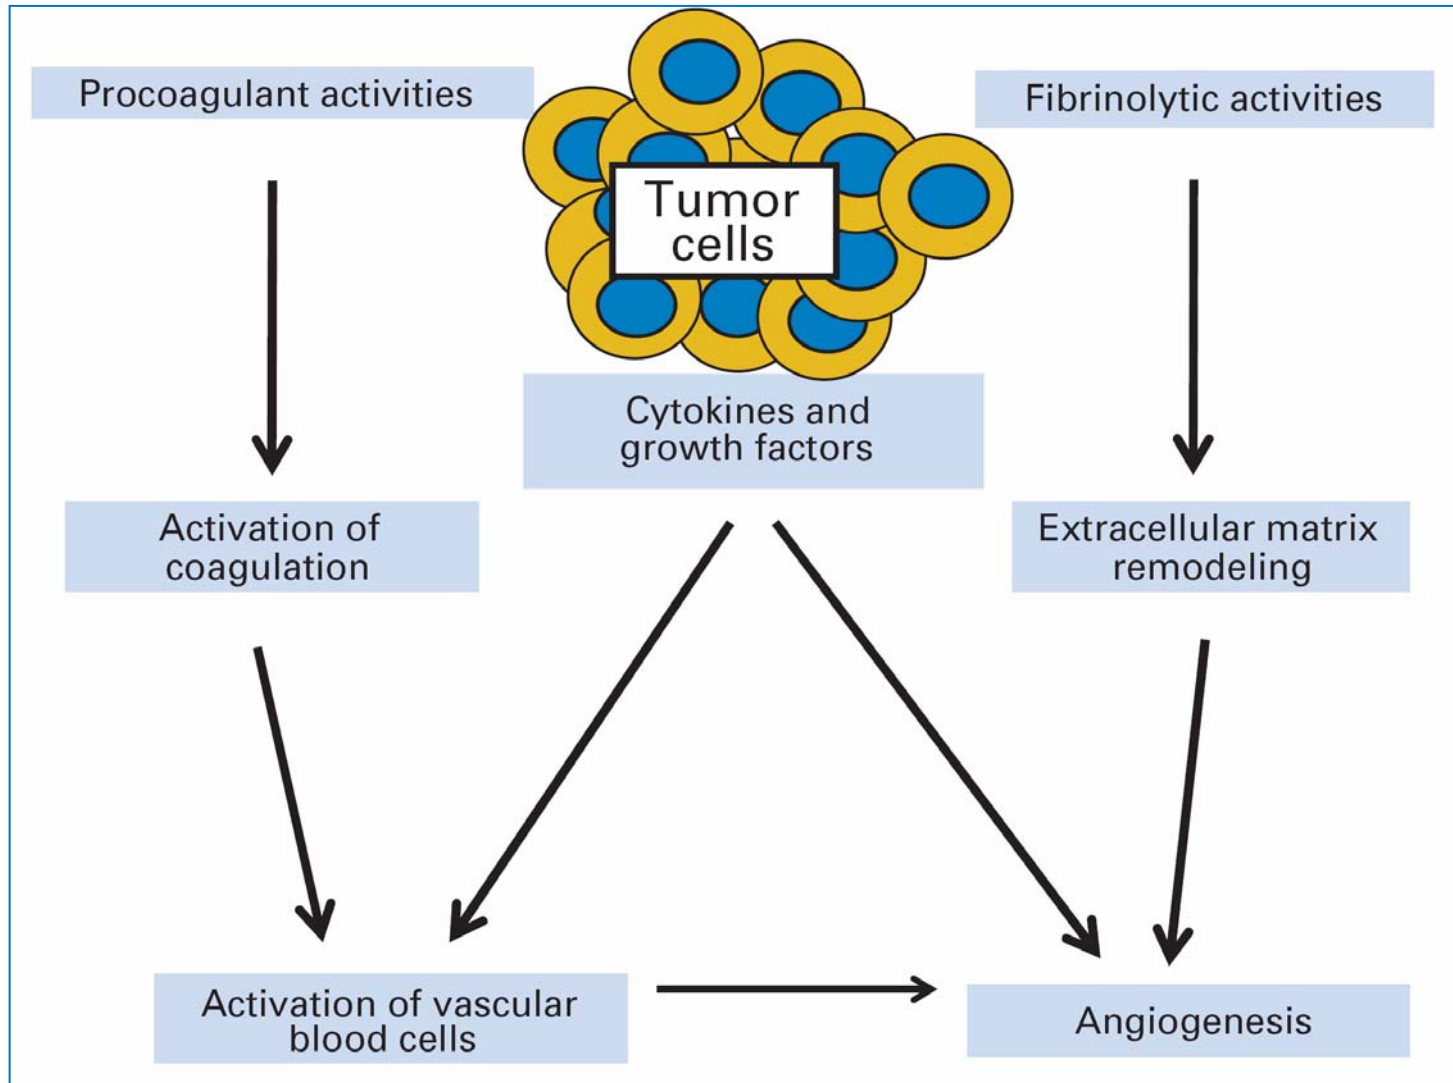 Procoagulant activities
Fibrinolytic activities
Tumor
cells
Cytokines and
growth factors
Activation of
coagulation
Extracellular matrix
remodeling
Activation of vascular
blood cells
Angiogenesis